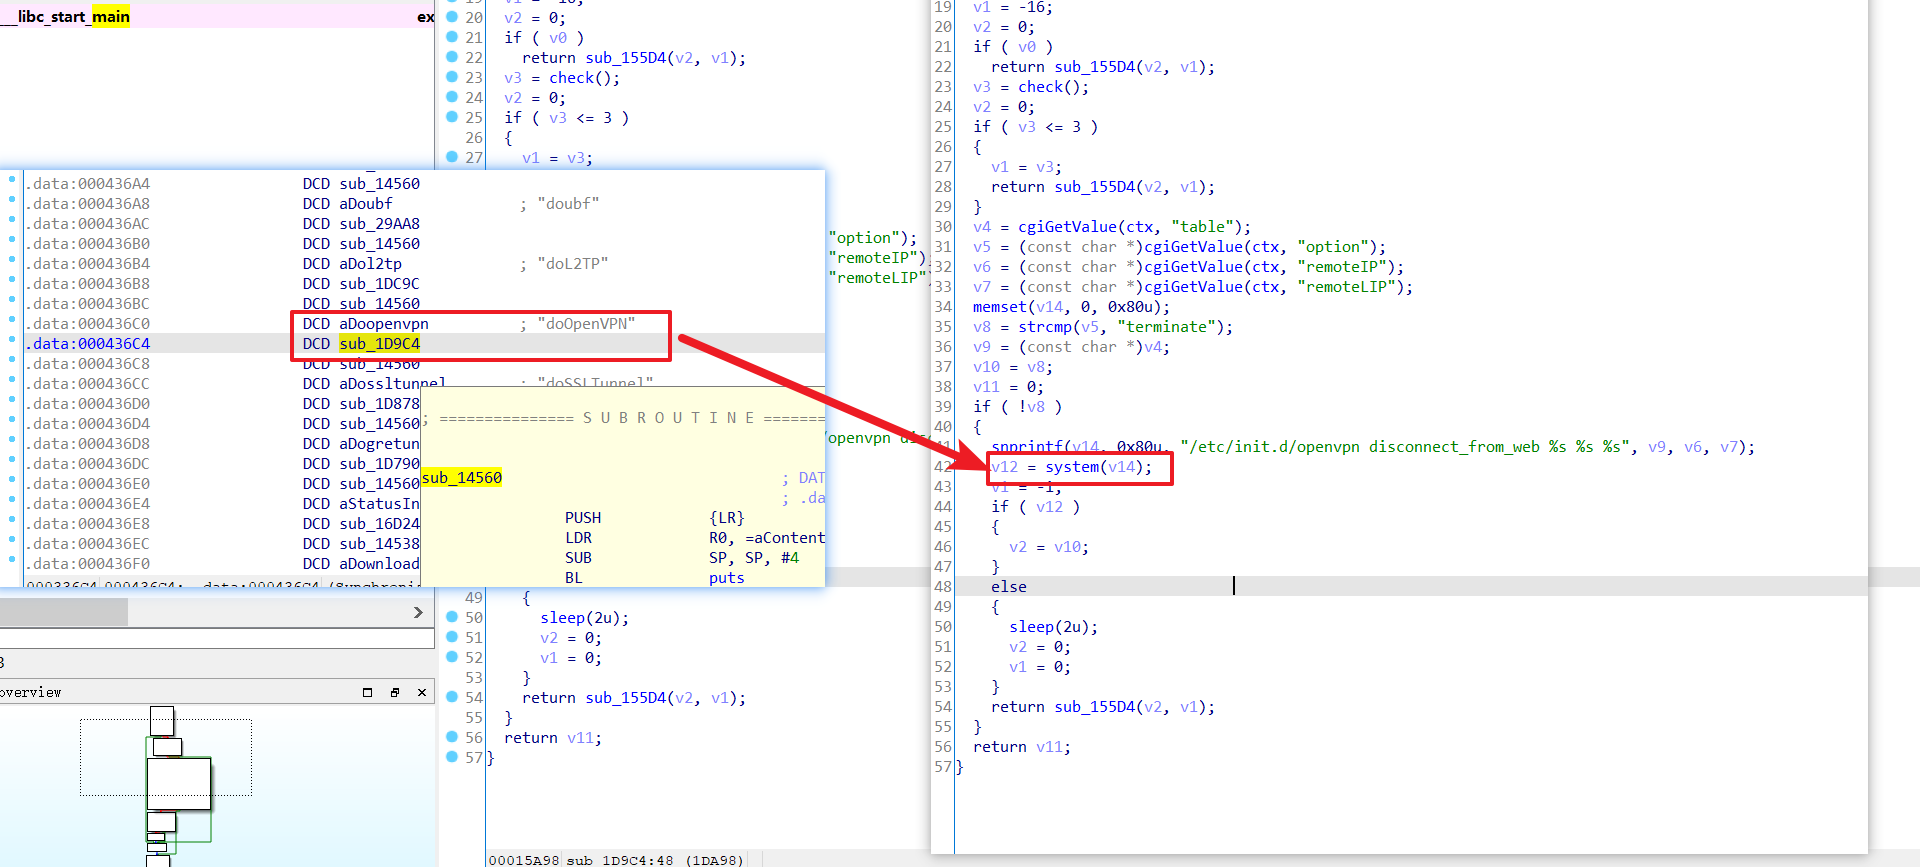 __libc_start_main ex
.data:000436A4 DCD sub_14560
.data:000436A8 DCD aDoubf ; "doubf"
.data:000436AC DCD sub_29AA8
.data:000436B0 DCD sub_14560
.data:000436B4 DCD aDol2tp ; "doL2TP"
.data:000436B8 DCD sub_1DC9C
.data:000436BC DCD sub_14560
.data:000436C0 DCD aDoopenvpn ; "doOpenVPN"
.data:000436C4 DCD sub_1D9C4
.data:000436C8 DCD sub_14560
.data:000436CC DCD aDossltunnel ; "doSSLTunnel"
.data:000436D0 DCD sub_1D878
.data:000436D4 DCD sub_14560
.data:000436D8 DCD aDogretun
.data:000436DC DCD sub_1D790
.data:000436E0 DCD sub_14560
.data:000436E4 DCD aStatusIn
.data:000436E8 DCD sub_16D24
.data:000436EC DCD sub_14538
.data:000436F0 DCD aDownload
; =============== S U B R O U T I N E =======
sub_14560 ; DAT
; .da
PUSH {LR}
LDR R0, =aContent
SUB SP, SP, #4
BL puts
3
overview
20 v2 = 0;
21 if ( v0 )
22 return sub_155D4(v2, v1);
23 v3 = check();
24 v2 = 0;
25 if ( v3 <= 3 )
26 {
27 v1 = v3;
"option");
"remoteIP");
"remoteLIP"
/openvpn disc
49 {
50 sleep(2u);
51 v2 = 0;
52 v1 = 0;
53 }
54 return sub_155D4(v2, v1);
55 }
56 return v11;
57 }
00015A98 sub_1D9C4:48 (1DA98)
19 v1 = -16;
20 v2 = 0;
21 if ( v0 )
22 return sub_155D4(v2, v1);
23 v3 = check();
24 v2 = 0;
25 if ( v3 <= 3 )
26 {
27 v1 = v3;
28 return sub_155D4(v2, v1);
29 }
30 v4 = cgiGetValue(ctx, "table");
31 v5 = (const char *)cgiGetValue(ctx, "option");
32 v6 = (const char *)cgiGetValue(ctx, "remoteIP");
33 v7 = (const char *)cgiGetValue(ctx, "remoteLIP");
34 memset(v14, 0, 0x80u);
35 v8 = strcmp(v5, "terminate");
36 v9 = (const char *)v4;
37 v10 = v8;
38 v11 = 0;
39 if ( !v8 )
40 {
41 snprintf(v14, 0x80u, "/etc/init.d/openvpn disconnect_from_web %s %s %s", v9, v6, v7);
42 v12 = system(v14);
43 v1 = -1;
44 if ( v12 )
45 {
46 v2 = v10;
47 }
48 else
49 {
50 sleep(2u);
51 v2 = 0;
52 v1 = 0;
53 }
54 return sub_155D4(v2, v1);
55 }
56 return v11;
57 }